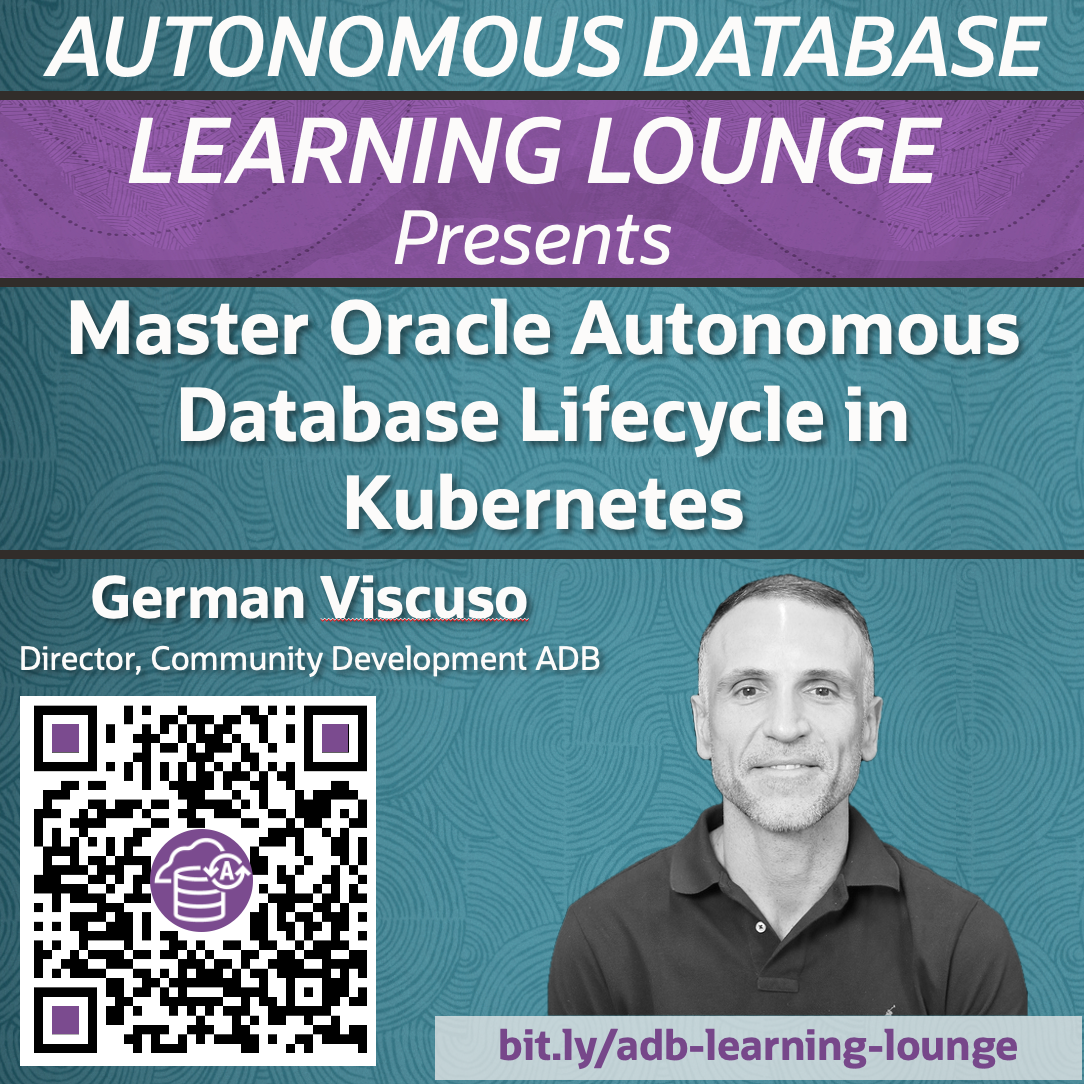 AUTONOMOUS DATABASE
LEARNING LOUNGE
Presents
Master Oracle Autonomous
Database Lifecycle in
Kubernetes
German Viscuso
Director, Community Development ADB
A
bit.ly/adb-learning-lounge